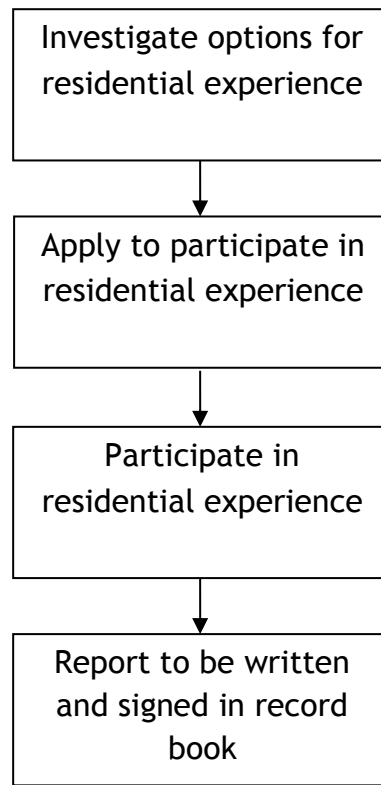 Investigate options for
residential experience
Apply to participate in
residential experience
Participate in
residential experience
Report to be written
and signed in record
book